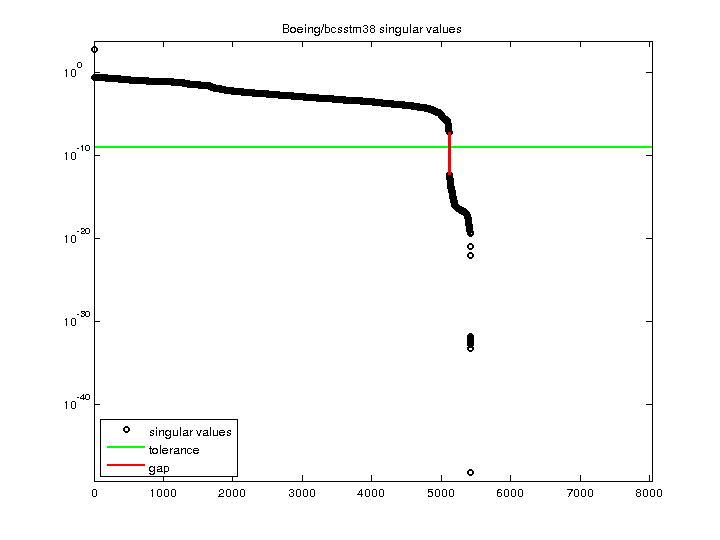 Boeing/bcsstm38 singular values
10^0
10^-10
10^-20
10^-30
10^-40
singular values
tolerance
gap
0 1000 2000 3000 4000 5000 6000 7000 8000